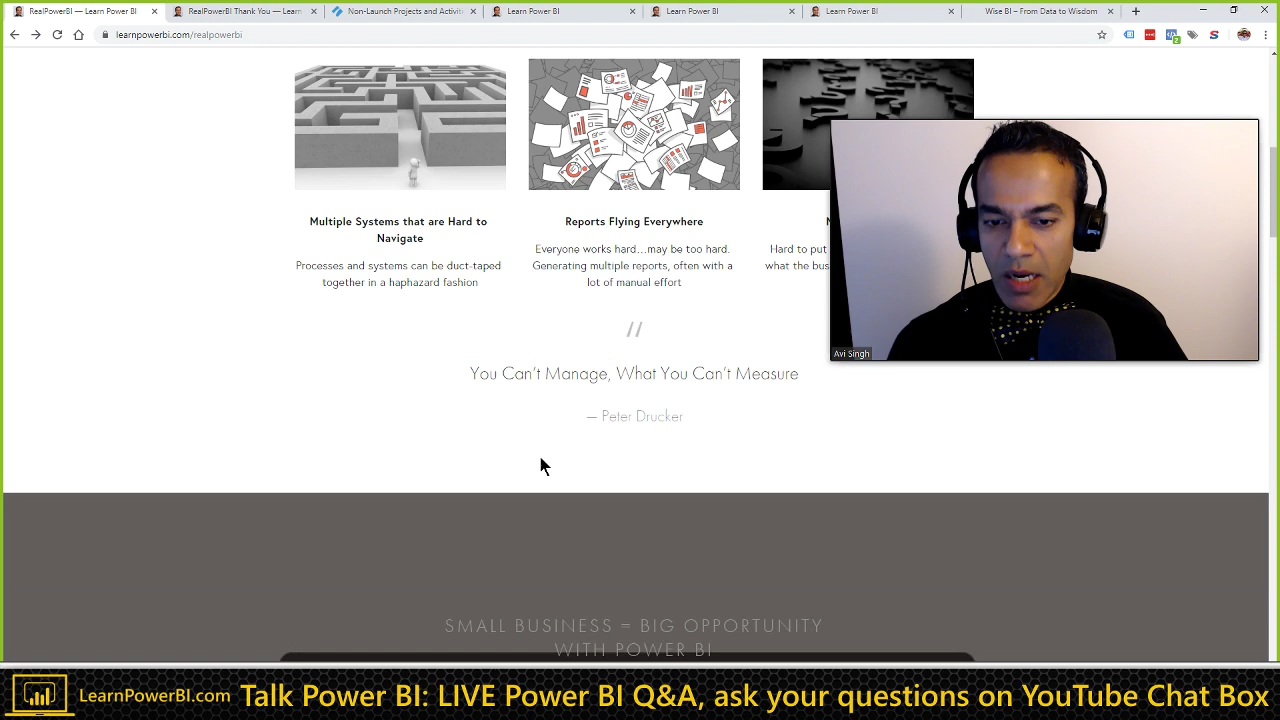 RealPowerBI — Learn Power BI
RealPowerBI Thank You — Learn
Non-Launch Projects and Activiti
Learn Power BI
Learn Power BI
Learn Power BI
Wise BI – From Data to Wisdom
learnpowerbi.com/realpowerbi
Multiple Systems that are Hard to
Navigate
Processes and systems can be duct-taped
together in a haphazard fashion
Reports Flying Everywhere
Everyone works hard...may be too hard.
Generating multiple reports, often with a
lot of manual effort
Hard to put
what the bus
Avi Singh
"
You Can't Manage, What You Can't Measure
— Peter Drucker
SMALL BUSINESS = BIG OPPORTUNITY
WITH POWER BI
LearnPowerBI.com
Talk Power BI: LIVE Power BI Q&A, ask your questions on YouTube Chat Box